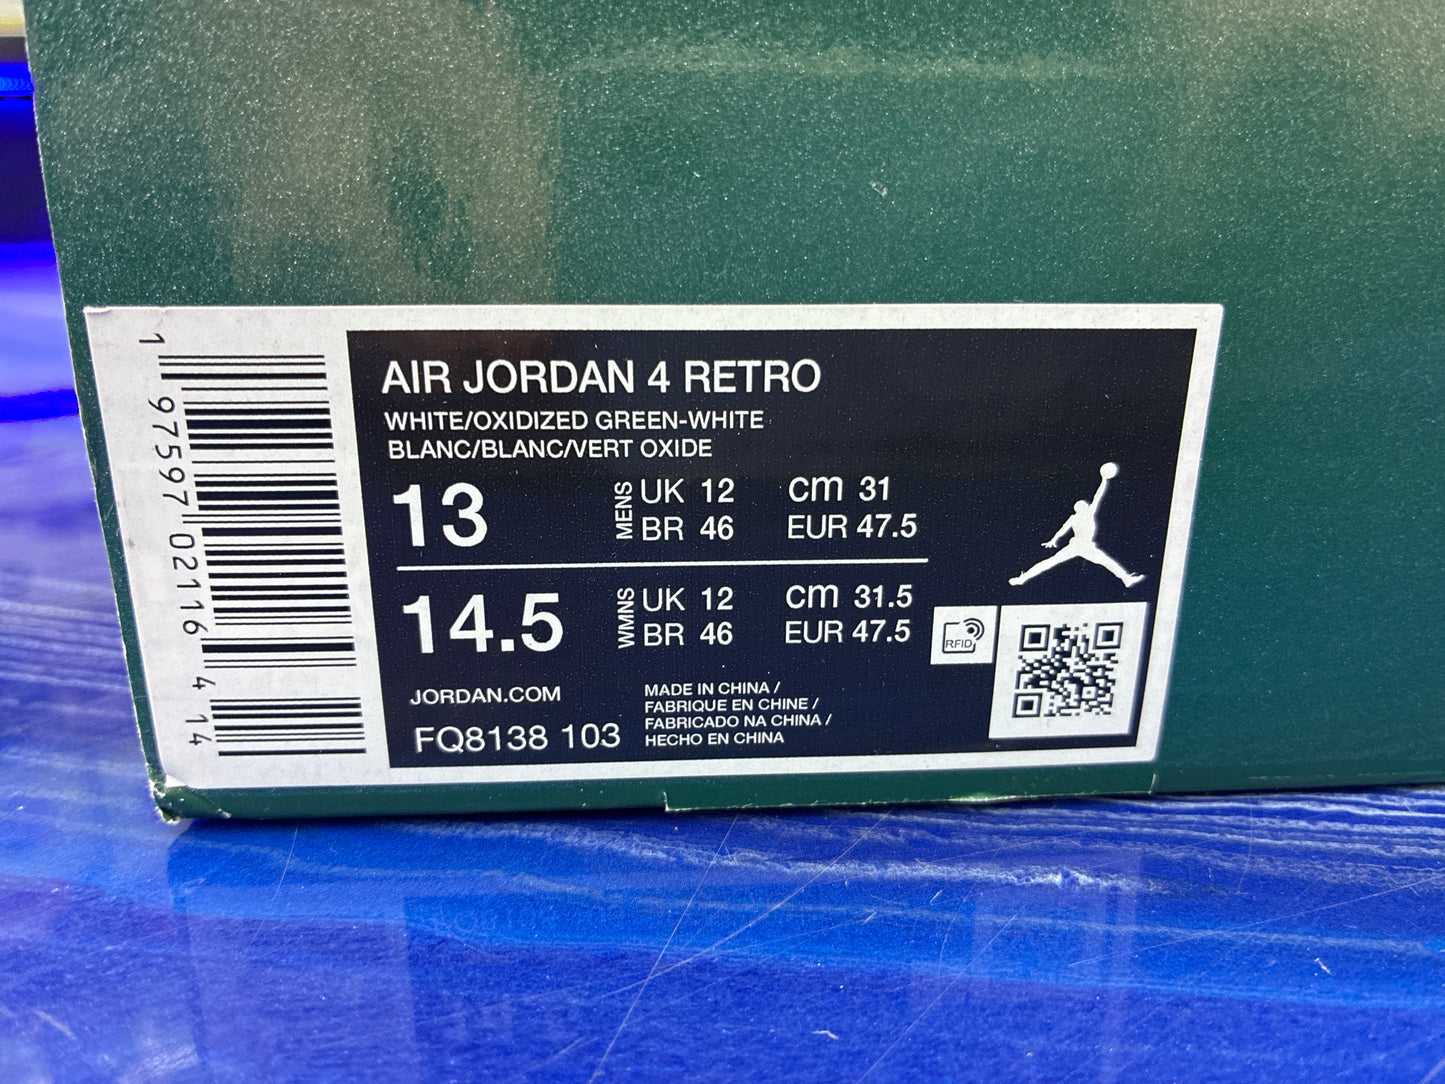 1 97597 02116 4 14
AIR JORDAN 4 RETRO
WHITE/OXIDIZED GREEN-WHITE
BLANC/BLANC/VERT OXIDE
13 MENS UK 12 cm 31
BR 46 EUR 47.5
14.5 WMNS UK 12 cm 31.5
BR 46 EUR 47.5
RFID
JORDAN.COM
FQ8138 103
MADE IN CHINA /
FABRIQUE EN CHINE /
FABRICADO NA CHINA /
HECHO EN CHINA